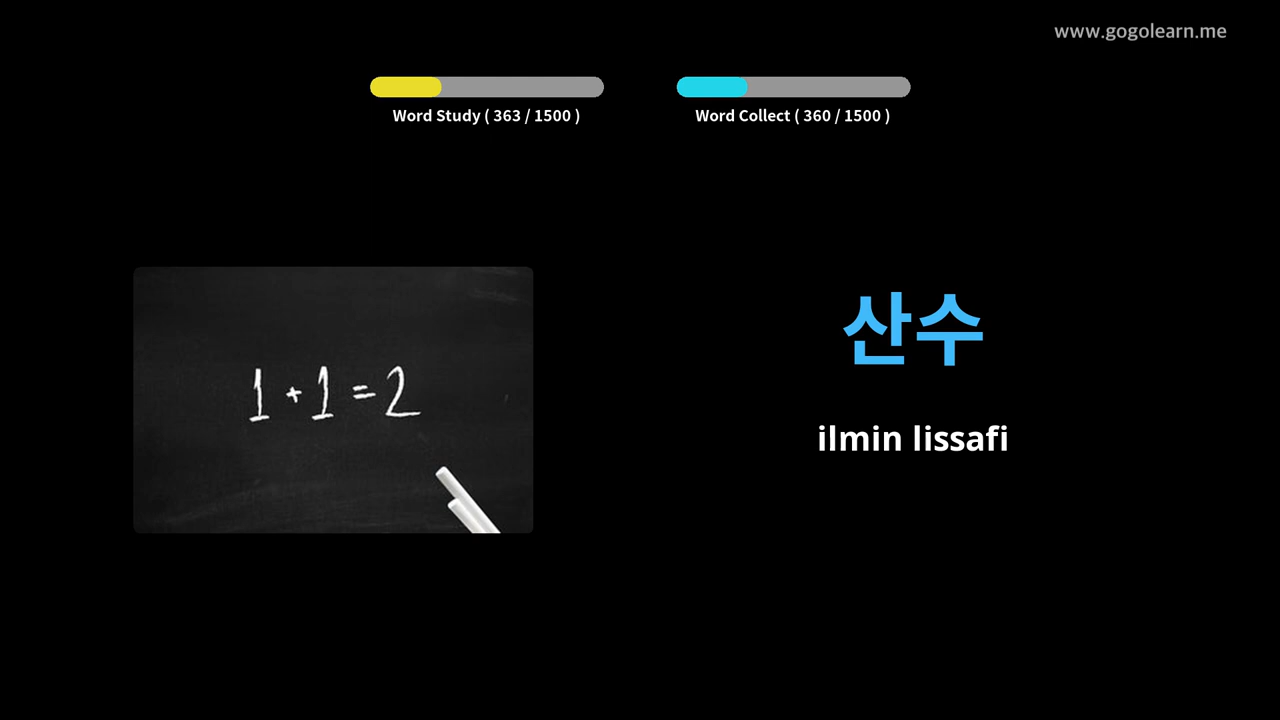 www.gogolearn.me
Word Study ( 363 / 1500 )
Word Collect ( 360 / 1500 )
1 + 1 = 2
산수
ilmin lissafi